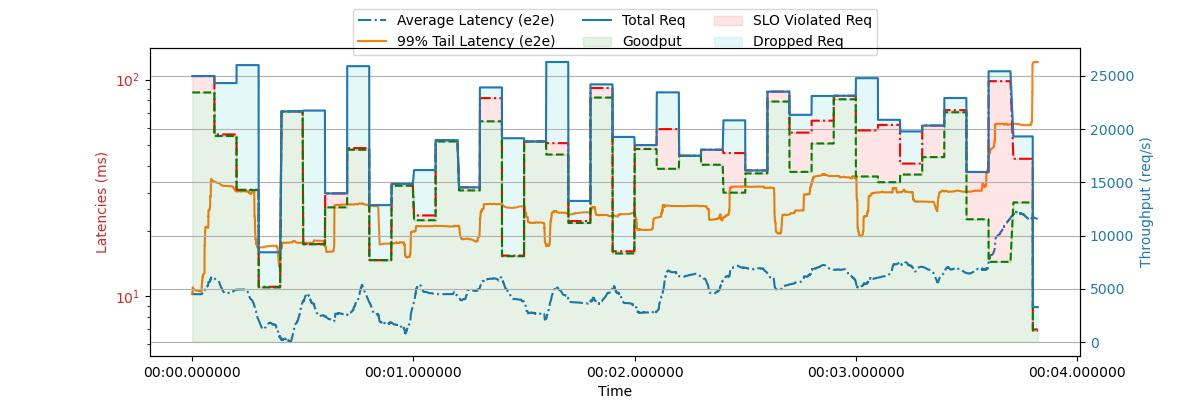 Average Latency (e2e)
99% Tail Latency (e2e)
Total Req
Goodput
SLO Violated Req
Dropped Req
10²
10¹
Latencies (ms)
25000
20000
15000
10000
5000
0
Throughput (req/s)
00:00.000000 00:01.000000 00:02.000000 00:03.000000 00:04.000000
Time